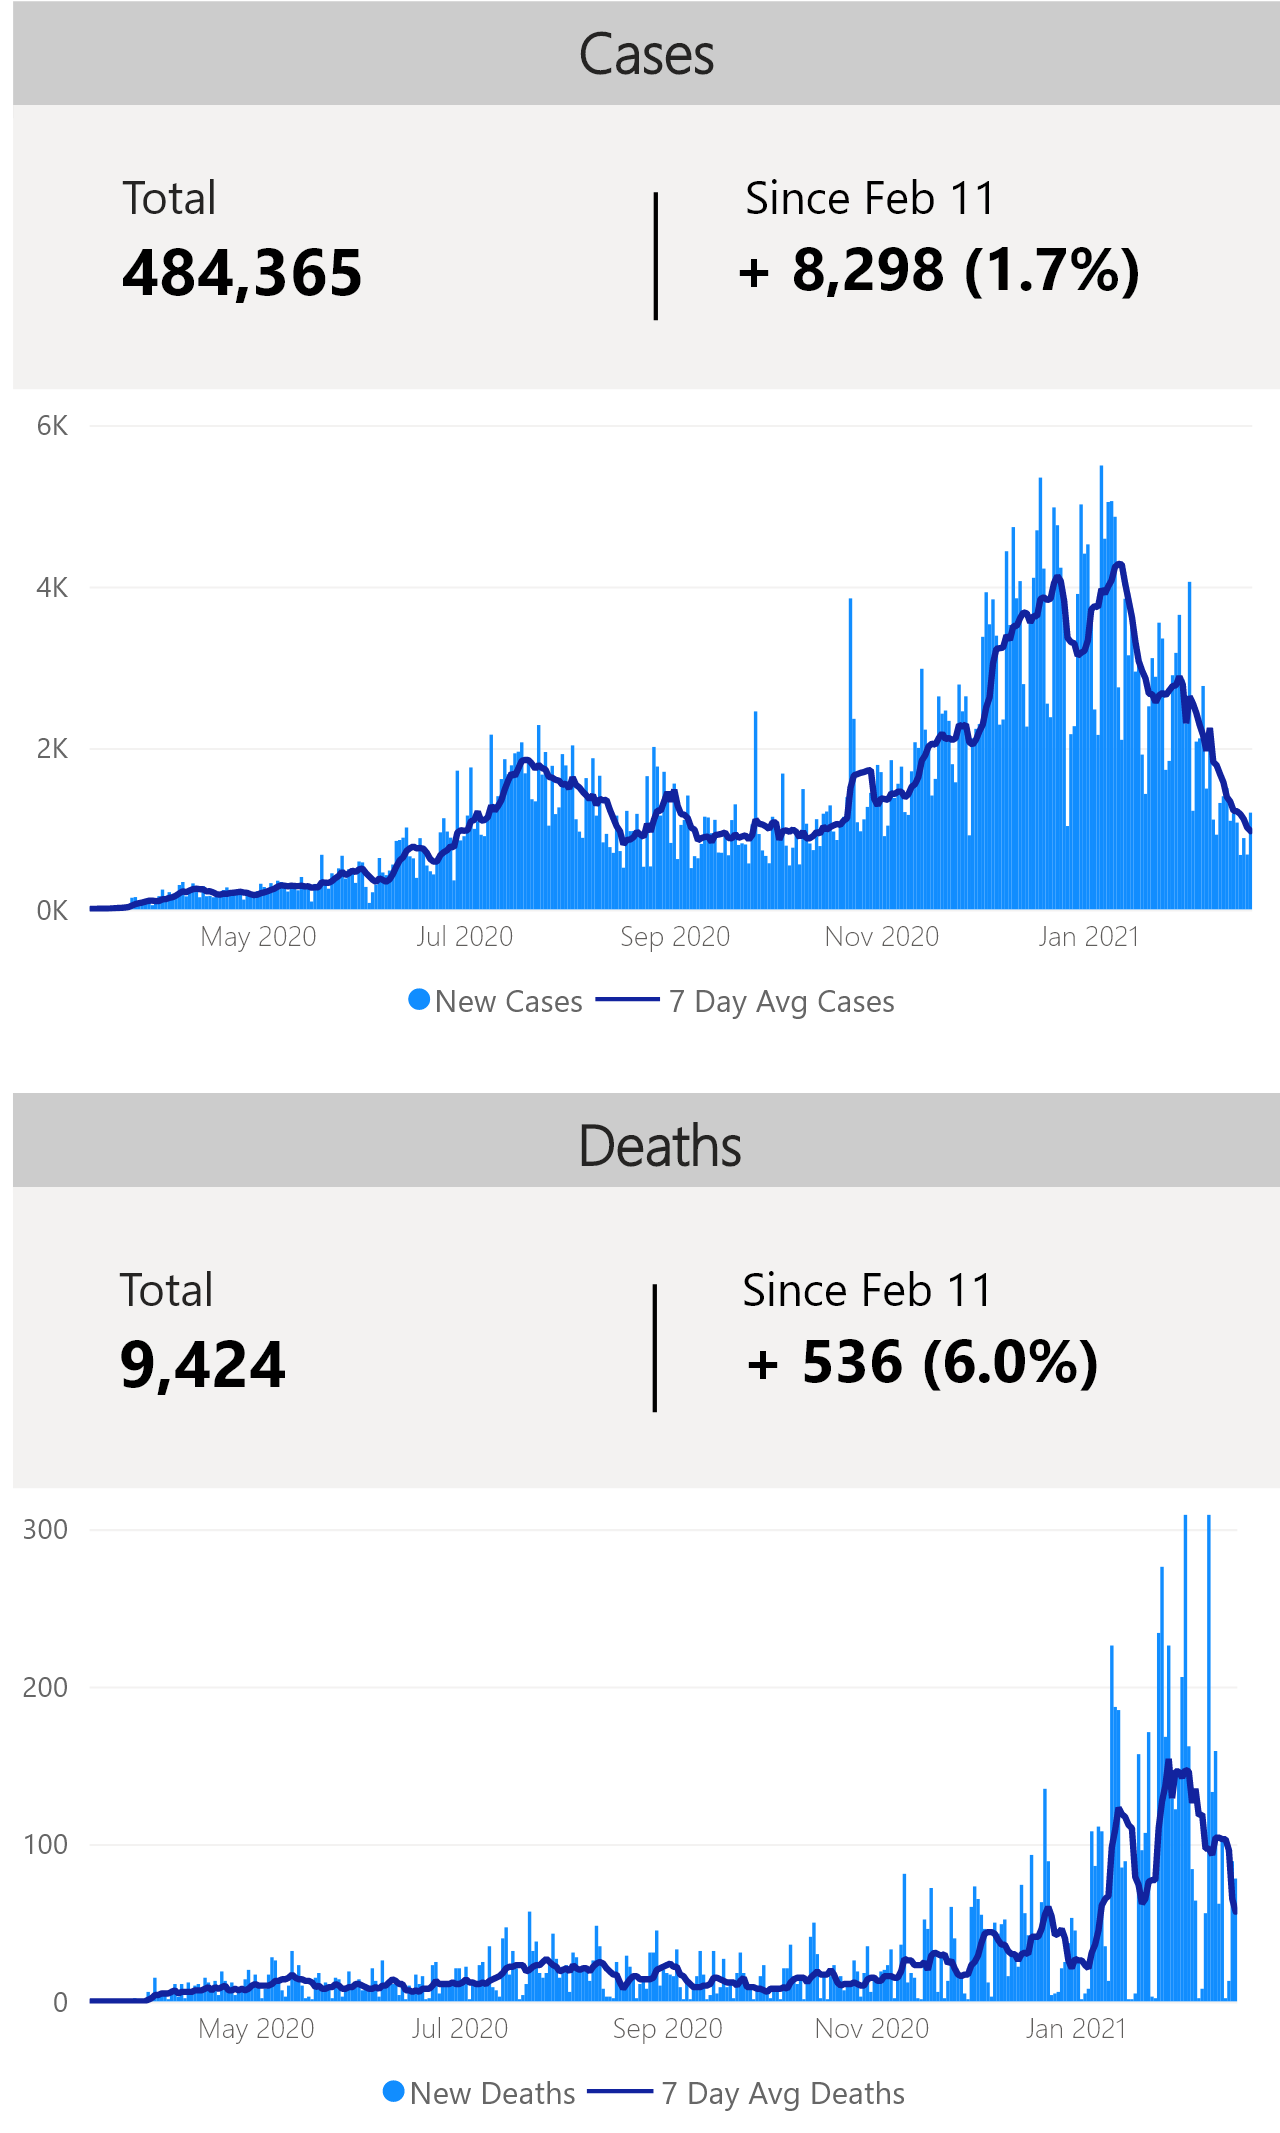 Cases
Total
Since Feb 11
484,365
+ 8,298 (1.7%)
6K
4K
2K
0K
May 2020
Jul 2020
Sep 2020
Nov 2020
Jan 2021
New Cases
7 Day Avg Cases
Deaths
Total
Since Feb 11
9,424
+ 536 (6.0%)
300
200
100
0
May 2020
Jul 2020
Sep 2020
Nov 2020
Jan 2021
New Deaths
7 Day Avg Deaths